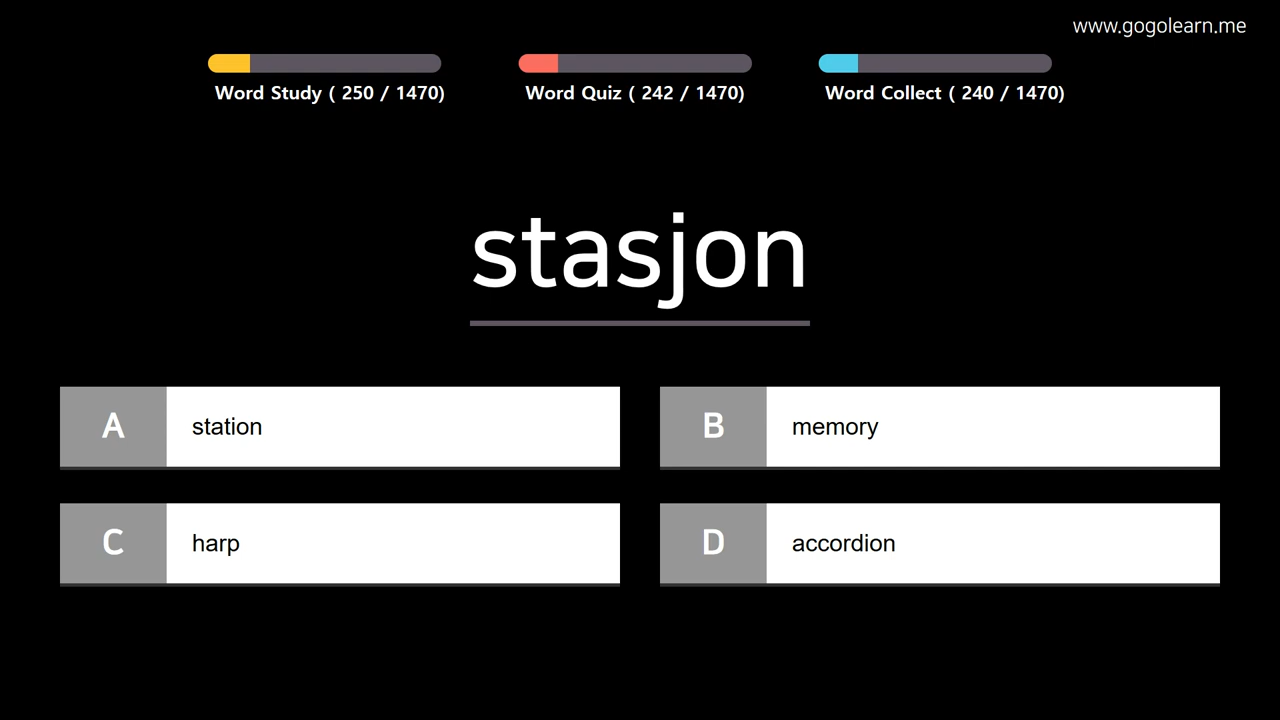 www.gogolearn.me
Word Study ( 250 / 1470)
Word Quiz ( 242 / 1470)
Word Collect ( 240 / 1470)
stasjon
A station
B memory
C harp
D accordion